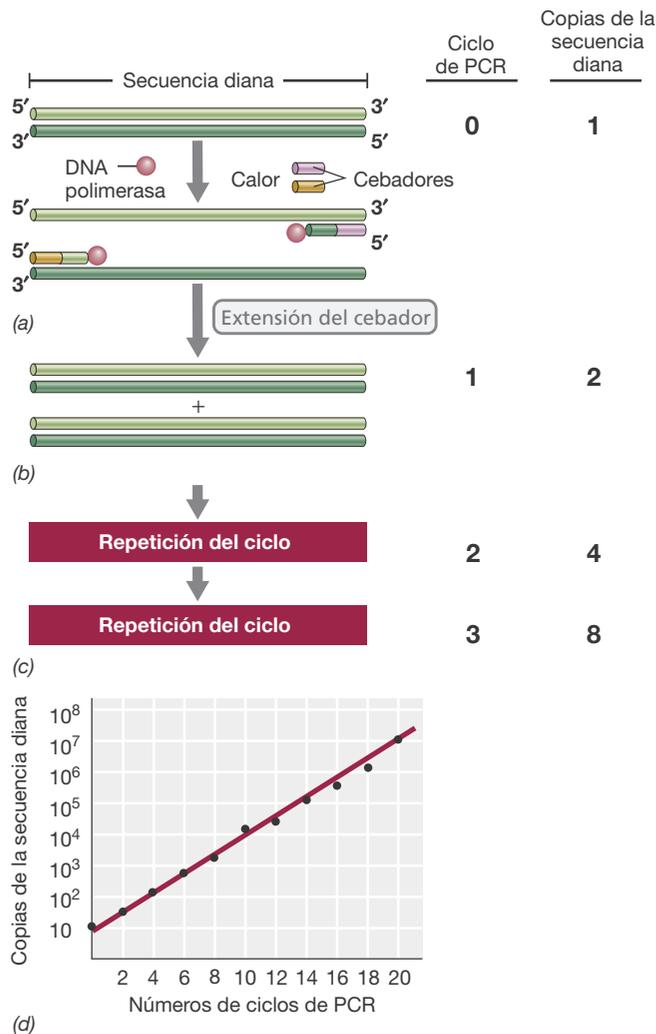 Ciclo
de PCR
Copias de la
secuencia
diana
Secuencia diana
5′
3′
3′
5′
0
1
DNA
polimerasa
Calor
Cebadores
5′
3′
5′
5′
3′
(a)
Extensión del cebador
1
2
+
(b)
Repetición del ciclo
2
4
Repetición del ciclo
3
8
(c)
Copias de la secuencia diana
10⁸
10⁷
10⁶
10⁵
10⁴
10³
10²
10
2 4 6 8 10 12 14 16 18 20
Números de ciclos de PCR
(d)